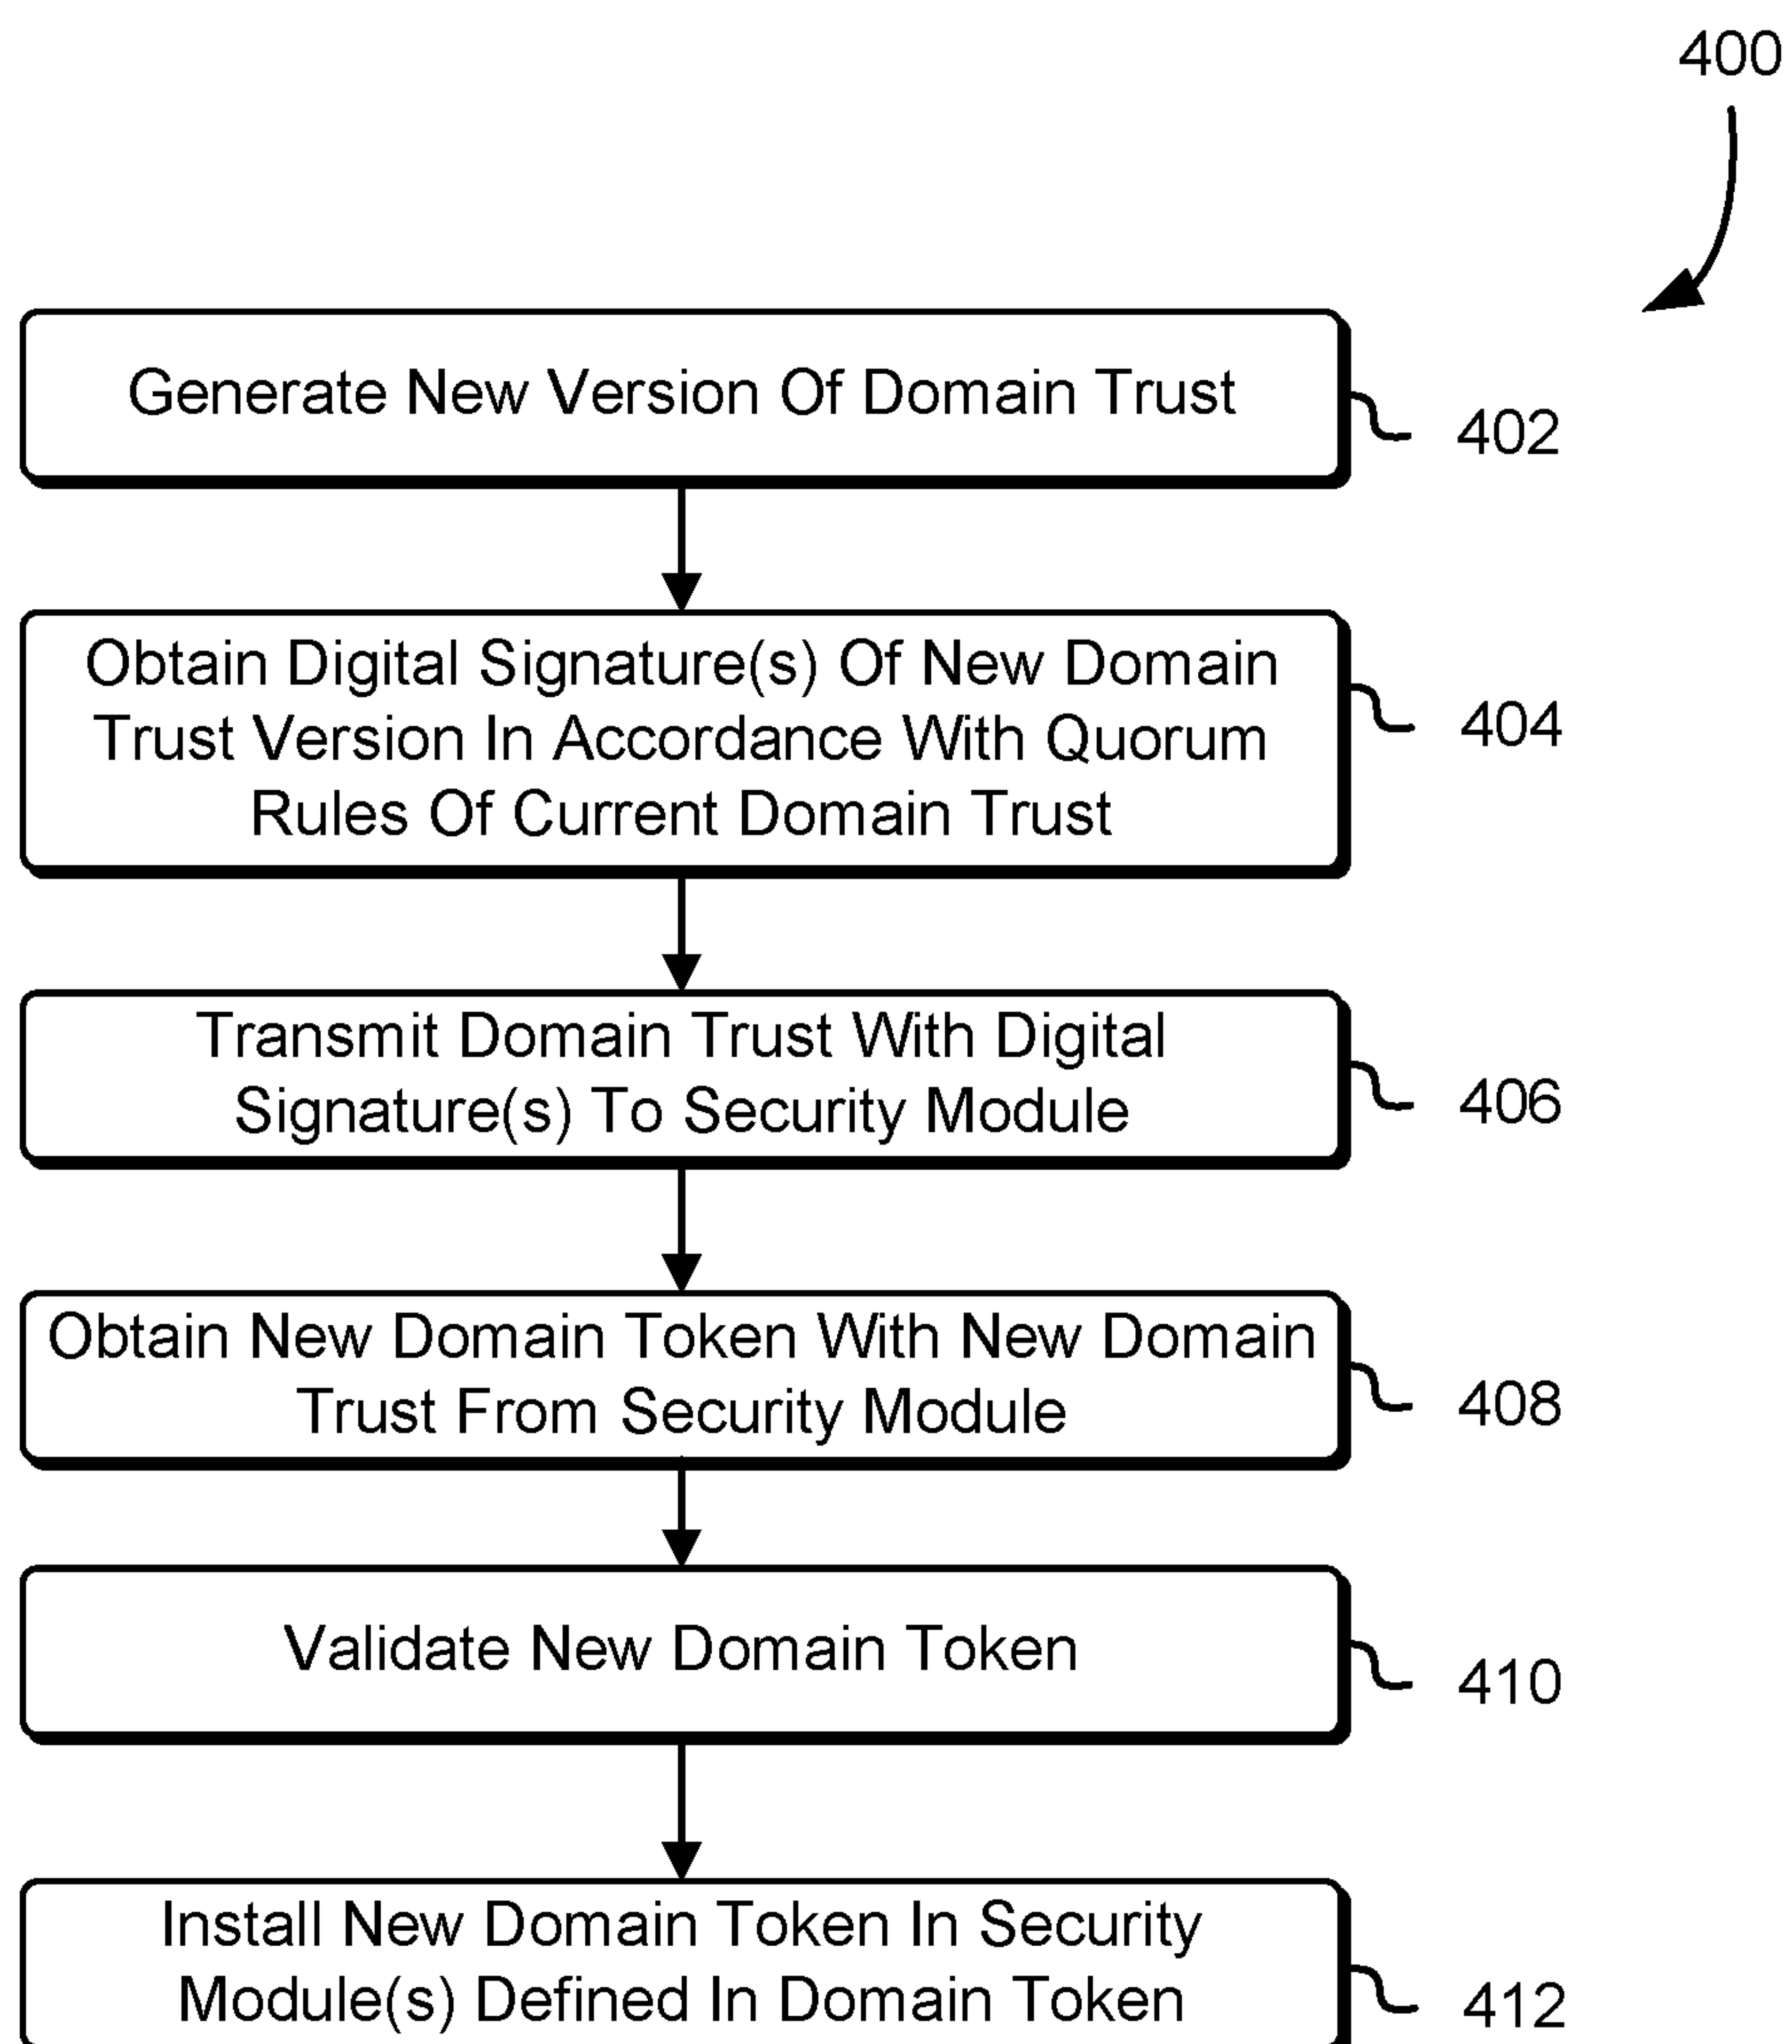 400
Generate New Version Of Domain Trust
402
Obtain Digital Signature(s) Of New Domain
Trust Version In Accordance With Quorum
Rules Of Current Domain Trust
404
Transmit Domain Trust With Digital
Signature(s) To Security Module
406
Obtain New Domain Token With New Domain
Trust From Security Module
408
Validate New Domain Token
410
Install New Domain Token In Security
Module(s) Defined In Domain Token
412